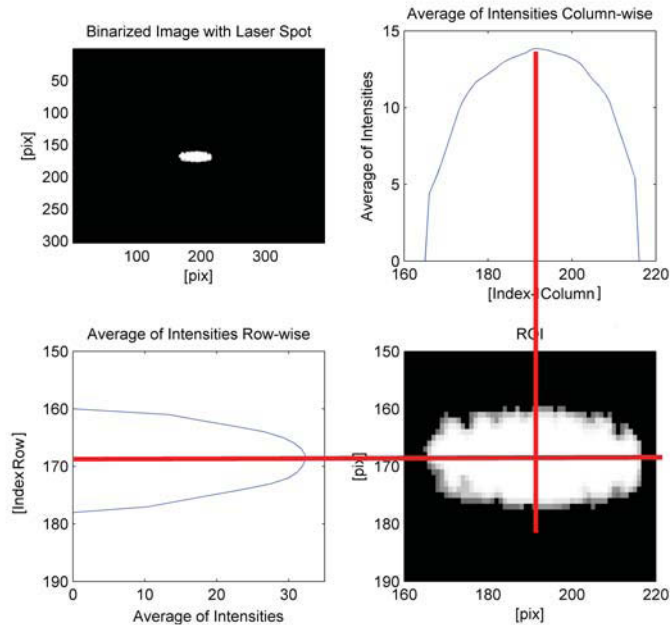 Binarized Image with Laser Spot
50
100
150
200
250
300
[pix]
100 200 300
[pix]
Average of Intensities Column-wise
15
10
5
0
Average of Intensities
160 180 200 220
[Index-Column]
Average of Intensities Row-wise
150
160
170
180
190
[Index Row]
0 10 20 30
Average of Intensities
ROI
150
160
170
180
190
[pix]
160 180 200 220
[pix]